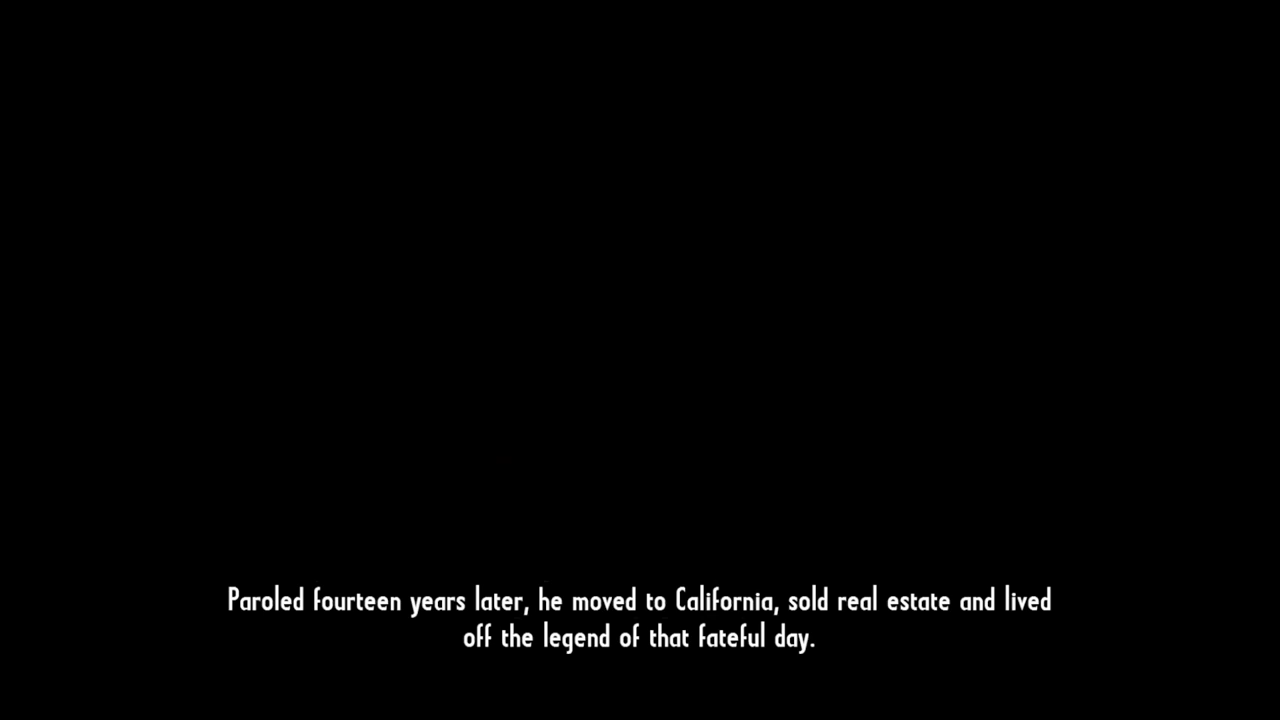 Paroled fourteen years later, he moved to California, sold real estate and lived
off the legend of that fateful day.